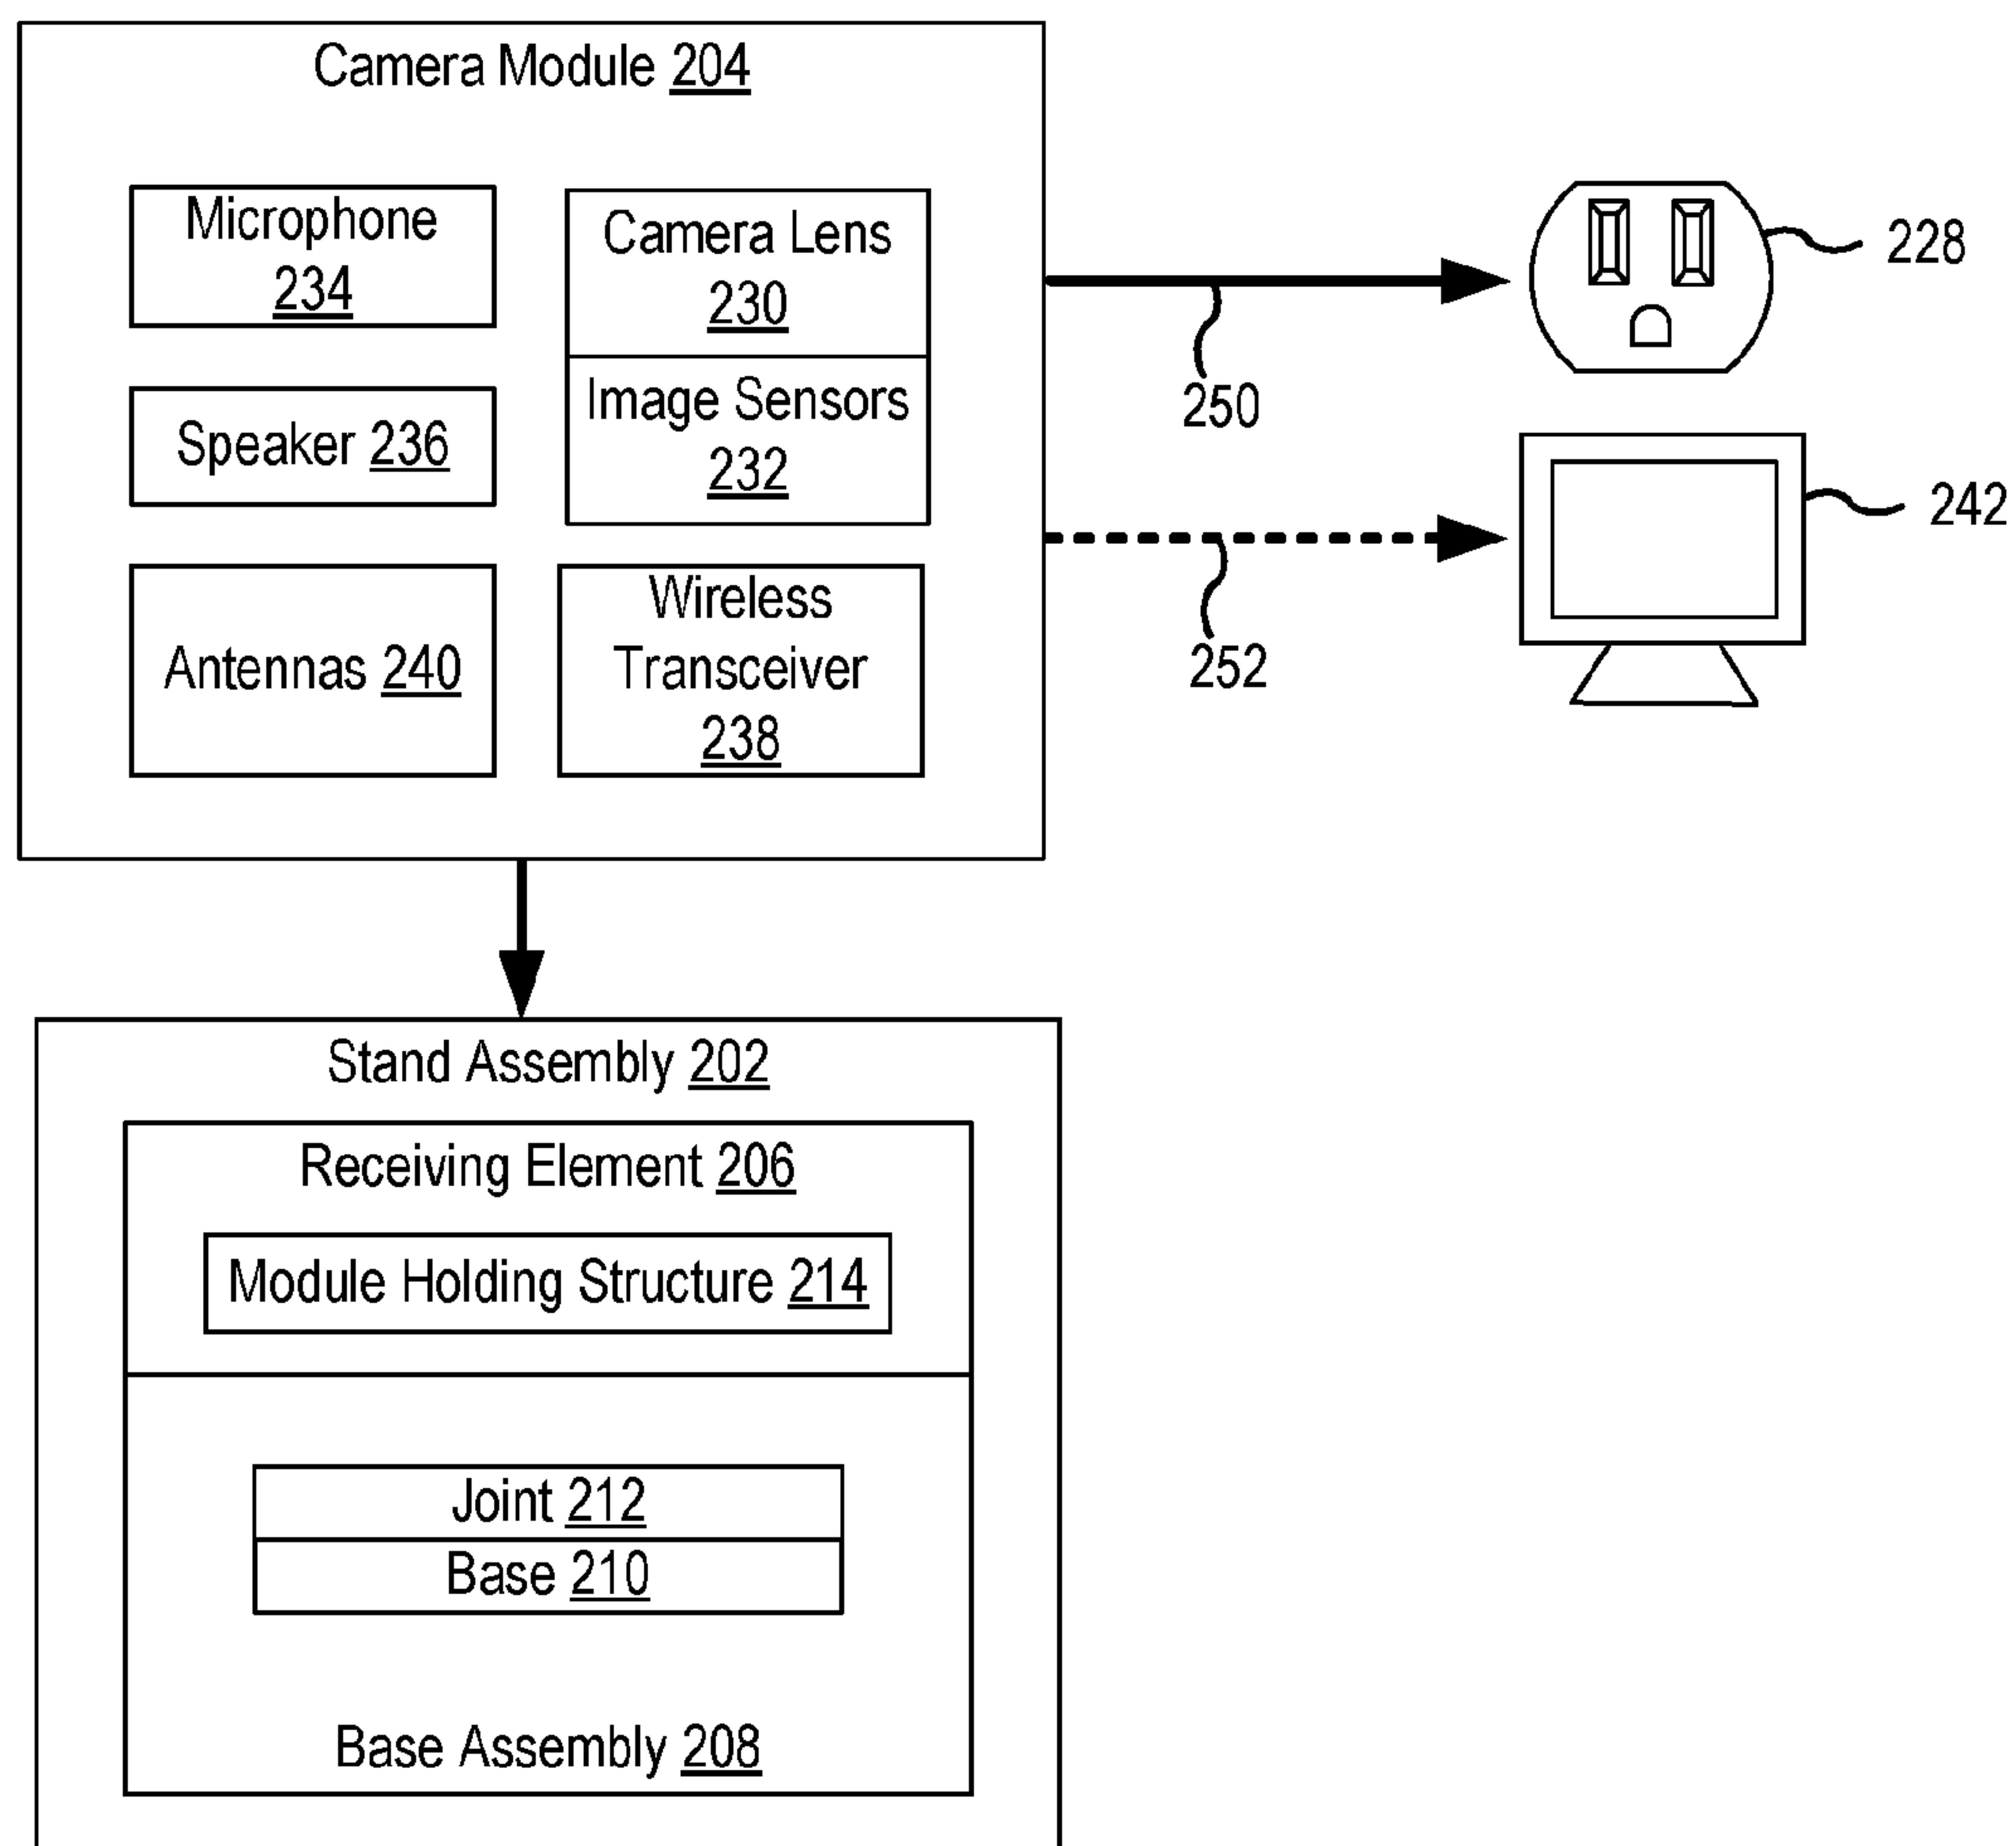 Camera Module 204
Microphone
234
Camera Lens
230
Image Sensors
232
Speaker 236
Antennas 240
Wireless
Transceiver
238
228
250
242
252
Stand Assembly 202
Receiving Element 206
Module Holding Structure 214
Joint 212
Base 210
Base Assembly 208